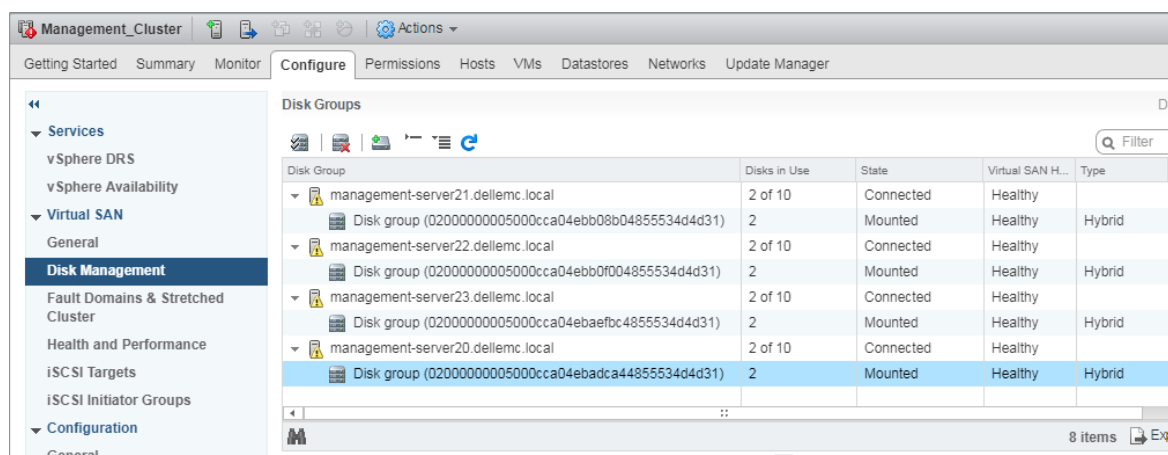 Management_Cluster Actions
Getting Started Summary Monitor Configure Permissions Hosts VMs Datastores Networks Update Manager
Services
vSphere DRS
vSphere Availability
Virtual SAN
General
Disk Management
Fault Domains & Stretched
Cluster
Health and Performance
iSCSI Targets
iSCSI Initiator Groups
Configuration
General
Disk Groups D
Filter
Disk Group Disks in Use State Virtual SAN H... Type
management-server21.dellemc.local 2 of 10 Connected Healthy
Disk group (02000000005000cca04ebb08b04855534d4d31) 2 Mounted Healthy Hybrid
management-server22.dellemc.local 2 of 10 Connected Healthy
Disk group (02000000005000cca04ebb0f004855534d4d31) 2 Mounted Healthy Hybrid
management-server23.dellemc.local 2 of 10 Connected Healthy
Disk group (02000000005000cca04ebaefbc4855534d4d31) 2 Mounted Healthy Hybrid
management-server20.dellemc.local 2 of 10 Connected Healthy
Disk group (02000000005000cca04ebadca44855534d4d31) 2 Mounted Healthy Hybrid
8 items Ex